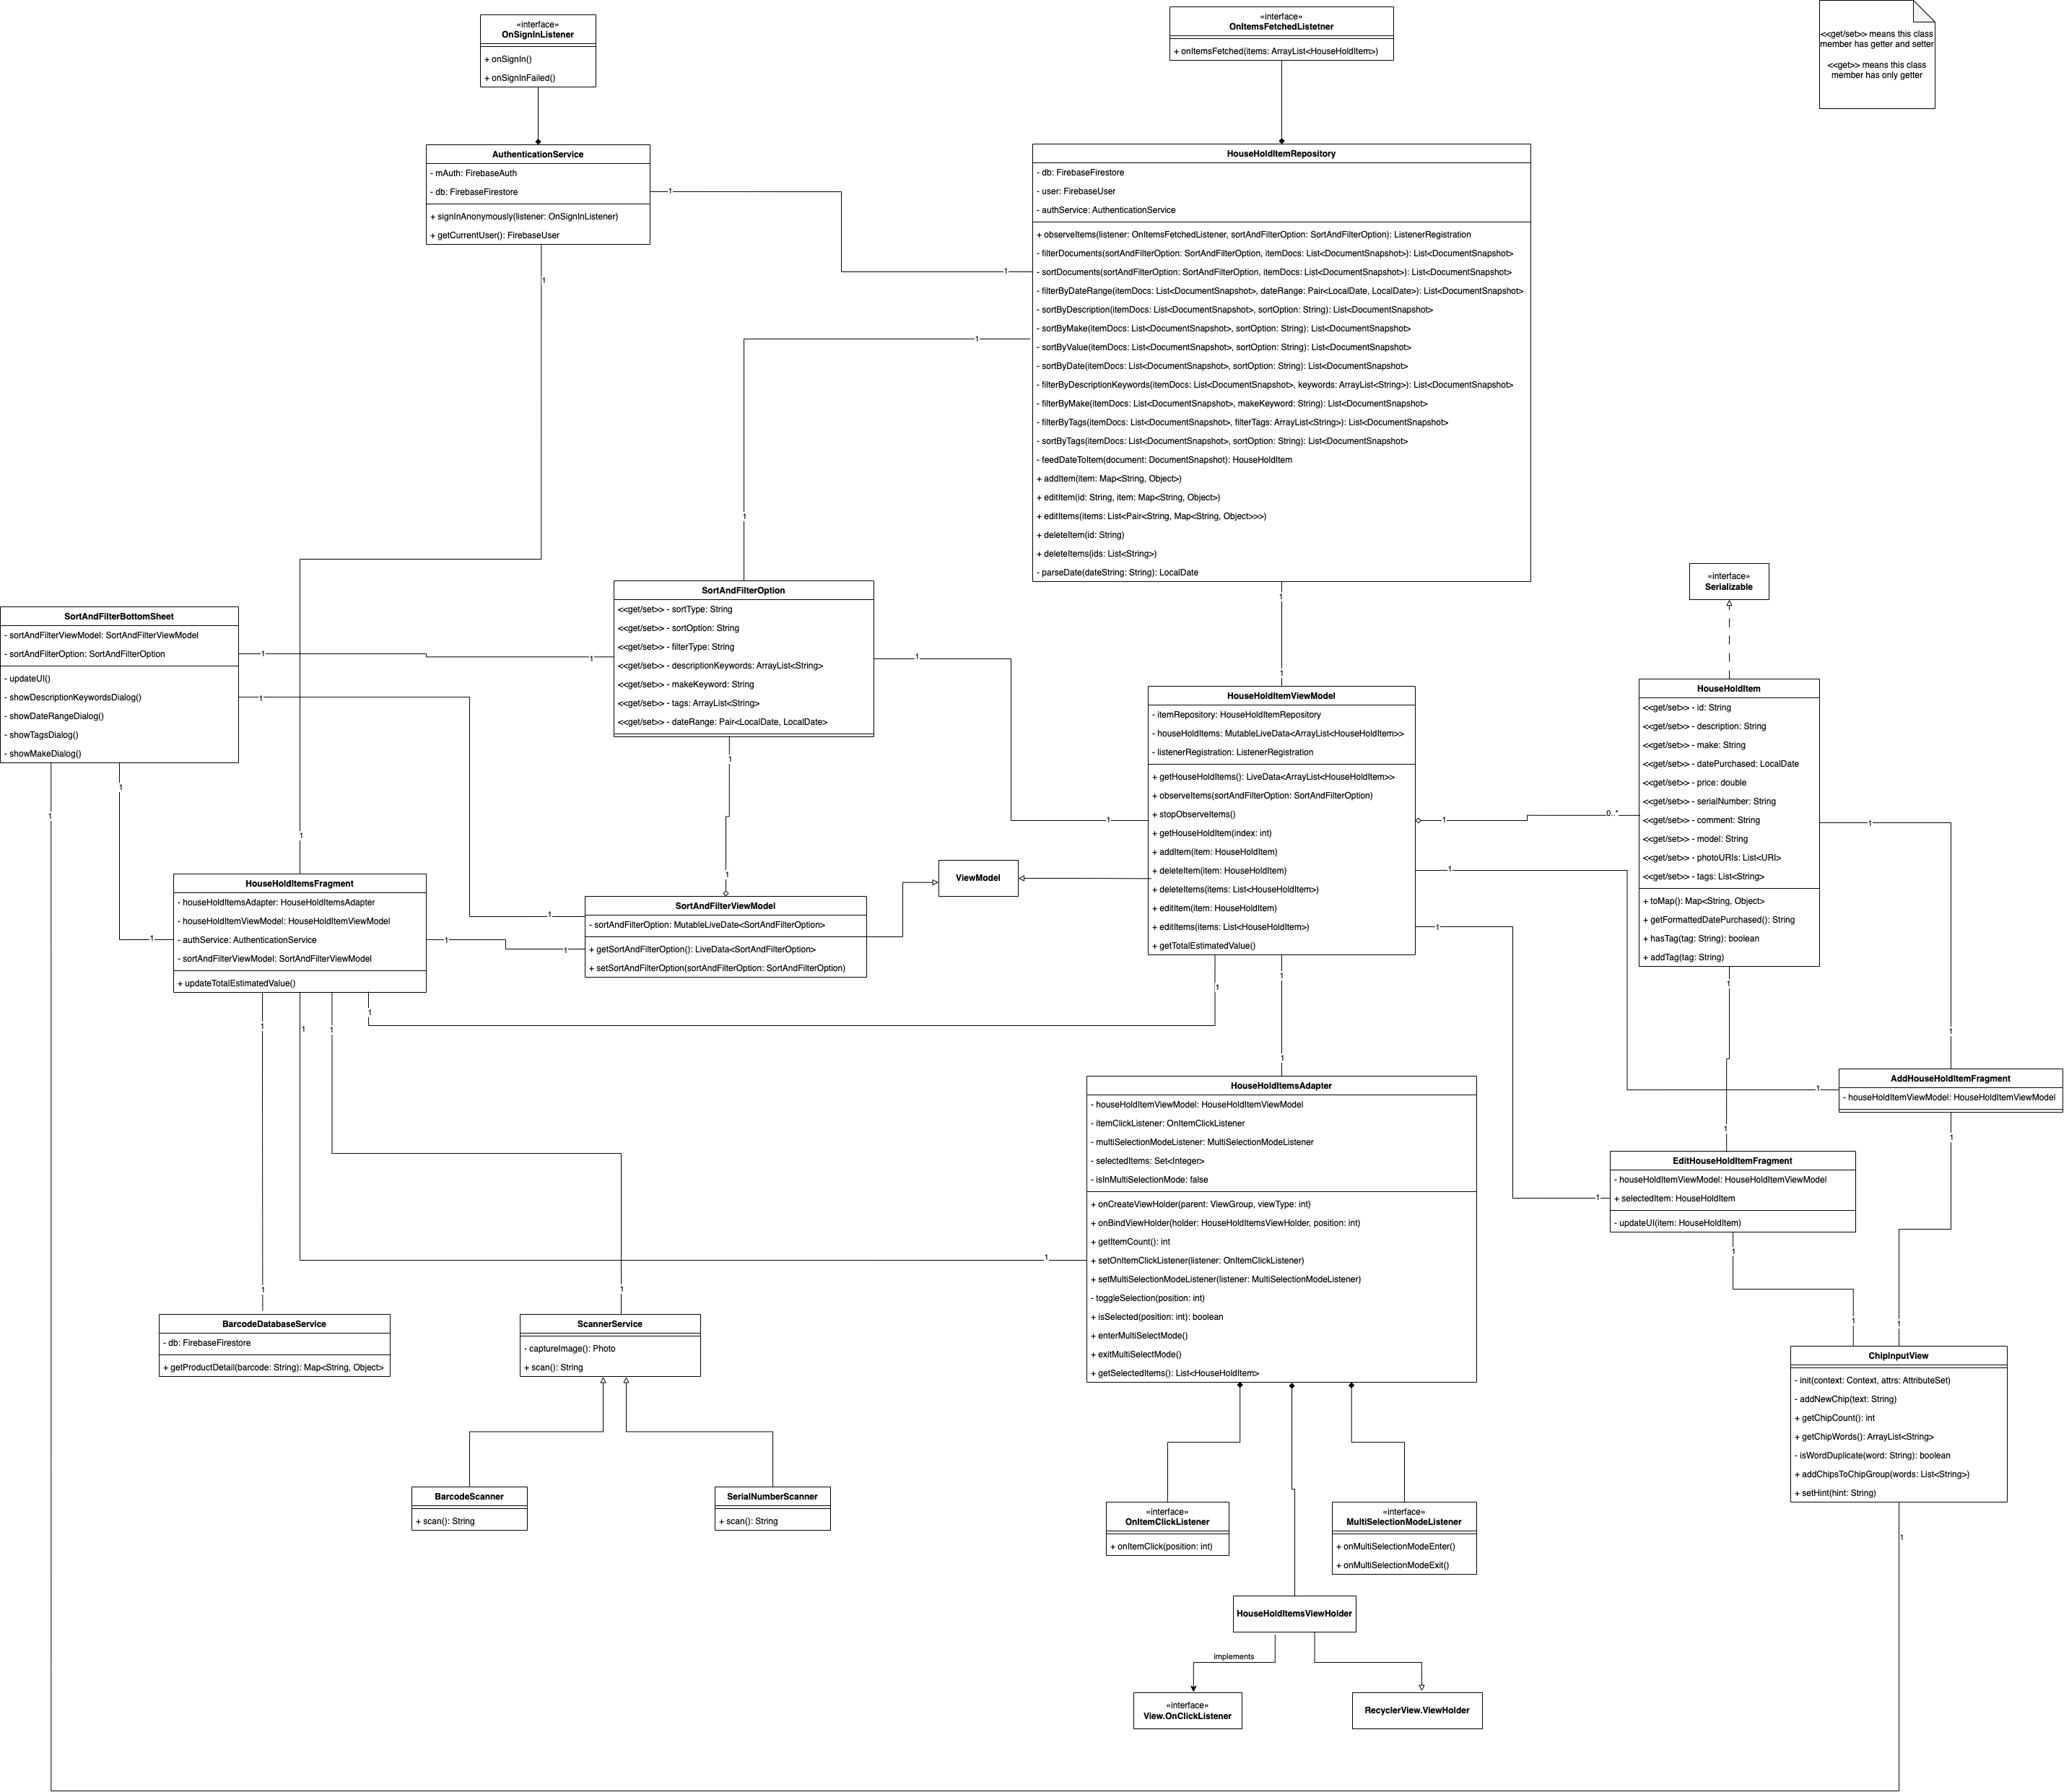 «interface»
OnSignInListener
+ onSignIn()
+ onSignInFailed()
«interface»
OnItemsFetchedListetner
+ onItemsFetched(items: ArrayList<HouseHoldItem>)
<<get/set>> means this class
member has getter and setter
<<get>> means this class
member has only getter
AuthenticationService
- mAuth: FirebaseAuth
- db: FirebaseFirestore
+ signInAnonymously(listener: OnSignInListener)
+ getCurrentUser(): FirebaseUser
1
1
1
1
HouseHoldItemRepository
- db: FirebaseFirestore
- user: FirebaseUser
- authService: AuthenticationService
+ observeItems(listener: OnItemsFetchedListener, sortAndFilterOption: SortAndFilterOption): ListenerRegistration
- filterDocuments(sortAndFilterOption: SortAndFilterOption, itemDocs: List<DocumentSnapshot>): List<DocumentSnapshot>
- sortDocuments(sortAndFilterOption: SortAndFilterOption, itemDocs: List<DocumentSnapshot>): List<DocumentSnapshot>
- filterByDateRange(itemDocs: List<DocumentSnapshot>, dateRange: Pair<LocalDate, LocalDate>): List<DocumentSnapshot>
- sortByDescription(itemDocs: List<DocumentSnapshot>, sortOption: String): List<DocumentSnapshot>
- sortByMake(itemDocs: List<DocumentSnapshot>, sortOption: String): List<DocumentSnapshot>
- sortByValue(itemDocs: List<DocumentSnapshot>, sortOption: String): List<DocumentSnapshot>
- sortByDate(itemDocs: List<DocumentSnapshot>, sortOption: String): List<DocumentSnapshot>
- filterByDescriptionKeywords(itemDocs: List<DocumentSnapshot>, keywords: ArrayList<String>): List<DocumentSnapshot>
- filterByMake(itemDocs: List<DocumentSnapshot>, makeKeyword: String): List<DocumentSnapshot>
- filterByTags(itemDocs: List<DocumentSnapshot>, filterTags: ArrayList<String>): List<DocumentSnapshot>
- sortByTags(itemDocs: List<DocumentSnapshot>, sortOption: String): List<DocumentSnapshot>
- feedDateToItem(document: DocumentSnapshot): HouseHoldItem
+ addItem(item: Map<String, Object>)
+ editItem(id: String, item: Map<String, Object>)
+ editItems(items: List<Pair<String, Map<String, Object>>>)
+ deleteItem(id: String)
+ deleteItems(ids: List<String>)
- parseDate(dateString: String): LocalDate
1
1
1
«interface»
Serializable
SortAndFilterBottomSheet
- sortAndFilterViewModel: SortAndFilterViewModel
- sortAndFilterOption: SortAndFilterOption
- updateUI()
- showDescriptionKeywordsDialog()
- showDateRangeDialog()
- showTagsDialog()
- showMakeDialog()
1
1
1
1
1
SortAndFilterOption
<<get/set>> - sortType: String
<<get/set>> - sortOption: String
<<get/set>> - filterType: String
<<get/set>> - descriptionKeywords: ArrayList<String>
<<get/set>> - makeKeyword: String
<<get/set>> - tags: ArrayList<String>
<<get/set>> - dateRange: Pair<LocalDate, LocalDate>
1
1
1
1
1
HouseHoldItemViewModel
- itemRepository: HouseHoldItemRepository
- houseHoldItems: MutableLiveData<ArrayList<HouseHoldItem>>
- listenerRegistration: ListenerRegistration
+ getHouseHoldItems(): LiveData<ArrayList<HouseHoldItem>>
+ observeItems(sortAndFilterOption: SortAndFilterOption)
+ stopObserveItems()
+ getHouseHoldItem(index: int)
+ addItem(item: HouseHoldItem)
+ deleteItem(item: HouseHoldItem)
+ deleteItems(items: List<HouseHoldItem>)
+ editItem(item: HouseHoldItem)
+ editItems(items: List<HouseHoldItem>)
+ getTotalEstimatedValue()
1
0..*
1
1
1
1
HouseHoldItem
<<get/set>> - id: String
<<get/set>> - description: String
<<get/set>> - make: String
<<get/set>> - datePurchased: LocalDate
<<get/set>> - price: double
<<get/set>> - serialNumber: String
<<get/set>> - comment: String
<<get/set>> - model: String
<<get/set>> - photoURIs: List<URI>
<<get/set>> - tags: List<String>
+ toMap(): Map<String, Object>
+ getFormattedDatePurchased(): String
+ hasTag(tag: String): boolean
+ addTag(tag: String)
1
1
1
ViewModel
HouseHoldItemsFragment
- houseHoldItemsAdapter: HouseHoldItemsAdapter
- houseHoldItemViewModel: HouseHoldItemViewModel
- authService: AuthenticationService
- sortAndFilterViewModel: SortAndFilterViewModel
+ updateTotalEstimatedValue()
1
1
1
1
1
1
1
SortAndFilterViewModel
- sortAndFilterOption: MutableLiveDate<SortAndFilterOption>
+ getSortAndFilterOption(): LiveData<SortAndFilterOption>
+ setSortAndFilterOption(sortAndFilterOption: SortAndFilterOption)
1
1
1
HouseHoldItemsAdapter
- houseHoldItemViewModel: HouseHoldItemViewModel
- itemClickListener: OnItemClickListener
- multiSelectionModeListener: MultiSelectionModeListener
- selectedItems: Set<Integer>
- isInMultiSelectionMode: false
+ onCreateViewHolder(parent: ViewGroup, viewType: int)
+ onBindViewHolder(holder: HouseHoldItemsViewHolder, position: int)
+ getItemCount(): int
+ setOnItemClickListener(listener: OnItemClickListener)
+ setMultiSelectionModeListener(listener: MultiSelectionModeListener)
- toggleSelection(position: int)
+ isSelected(position: int): boolean
+ enterMultiSelectMode()
+ exitMultiSelectMode()
+ getSelectedItems(): List<HouseHoldItem>
1
AddHouseHoldItemFragment
- houseHoldItemViewModel: HouseHoldItemViewModel
1
1
EditHouseHoldItemFragment
- houseHoldItemViewModel: HouseHoldItemViewModel
+ selectedItem: HouseHoldItem
- updateUI(item: HouseHoldItem)
1
1
1
1
1
BarcodeDatabaseService
- db: FirebaseFirestore
+ getProductDetail(barcode: String): Map<String, Object>
1
ScannerService
- captureImage(): Photo
+ scan(): String
ChipInputView
- init(context: Context, attrs: AttributeSet)
- addNewChip(text: String)
+ getChipCount(): int
+ getChipWords(): ArrayList<String>
- isWordDuplicate(word: String): boolean
+ addChipsToChipGroup(words: List<String>)
+ setHint(hint: String)
1
BarcodeScanner
+ scan(): String
SerialNumberScanner
+ scan(): String
«interface»
OnItemClickListener
+ onItemClick(position: int)
«interface»
MultiSelectionModeListener
+ onMultiSelectionModeEnter()
+ onMultiSelectionModeExit()
HouseHoldItemsViewHolder
implements
«interface»
View.OnClickListener
RecyclerView.ViewHolder